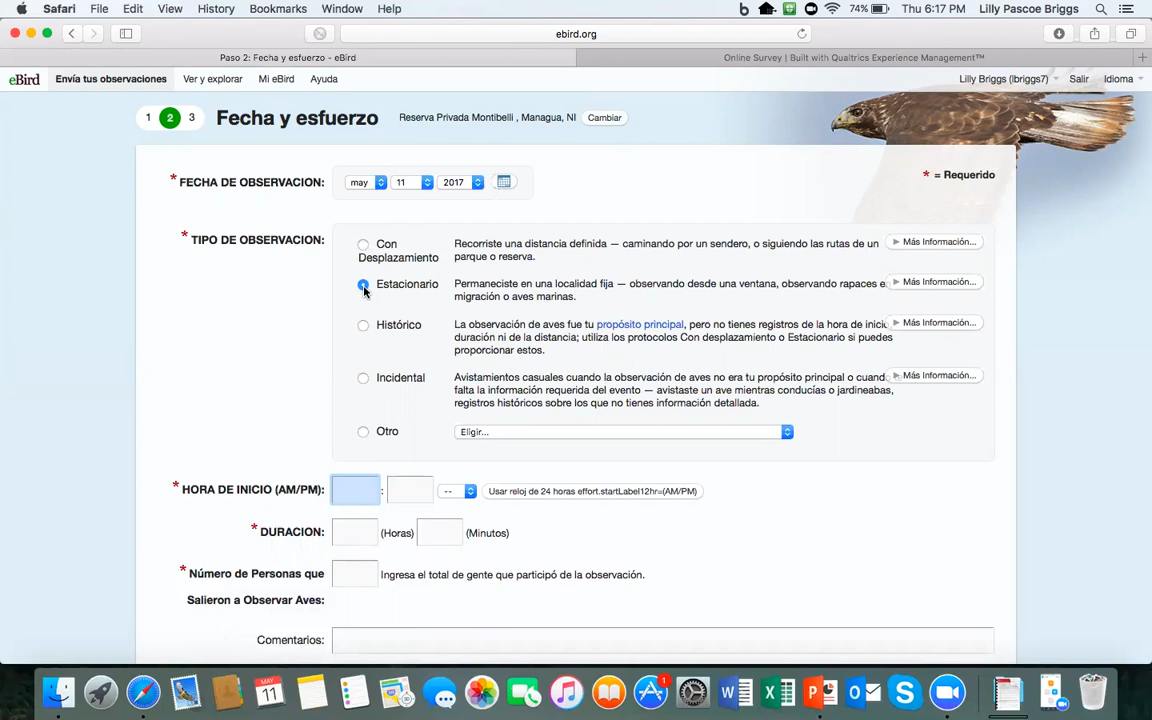 Safari File Edit View History Bookmarks Window Help 74% Thu 6:17 PM Lilly Pascoe Briggs
ebird.org
Paso 2: Fecha y esfuerzo - eBird Online Survey | Built with Qualtrics Experience Management™
eBird Envía tus observaciones Ver y explorar Mi eBird Ayuda Lilly Briggs (lbriggs7) Salir Idioma
1 2 3 Fecha y esfuerzo Reserva Privada Montibelli , Managua, NI Cambiar
* FECHA DE OBSERVACION: may 11 2017 * = Requerido
* TIPO DE OBSERVACION: Con Desplazamiento Recorriste una distancia definida — caminando por un sendero, o siguiendo las rutas de un Más Información...
parque o reserva.
Estacionario Permaneciste en una localidad fija — observando desde una ventana, observando rapaces e Más Información...
migración o aves marinas.
Histórico La observación de aves fue tu propósito principal, pero no tienes registros de la hora de inicio Más Información...
duración ni de la distancia; utiliza los protocolos Con desplazamiento o Estacionario si puedes
proporcionar estos.
Incidental Avistamientos casuales cuando la observación de aves no era tu propósito principal o cuand Más Información...
falta la información requerida del evento — avistaste un ave mientras conducías o jardineabas,
registros históricos sobre los que no tienes información detallada.
Otro Eligir...
* HORA DE INICIO (AM/PM): : -- Usar reloj de 24 horas effort.startLabel12hr=(AM/PM)
* DURACION: (Horas) (Minutos)
* Número de Personas que Ingresa el total de gente que participó de la observación.
Salieron a Observar Aves:
Comentarios:
MAY
11
1